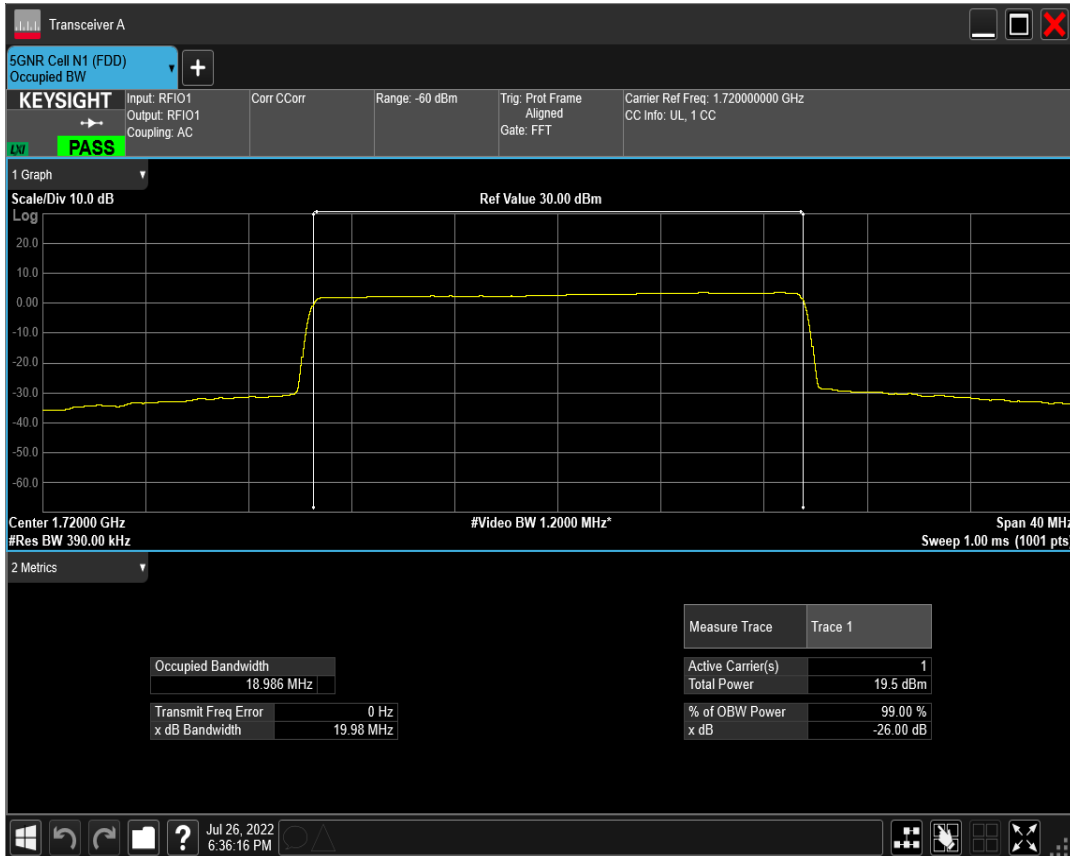 Transceiver A
5GNR Cell N1 (FDD)
Occupied BW
+
KEYSIGHT
LXI
PASS
Input: RFIO1
Output: RFIO1
Coupling: AC
Corr CCorr
Range: -60 dBm
Trig: Prot Frame
Aligned
Gate: FFT
Carrier Ref Freq: 1.720000000 GHz
CC Info: UL, 1 CC
1 Graph
Scale/Div 10.0 dB
Ref Value 30.00 dBm
Log
20.0
10.0
0.00
-10.0
-20.0
-30.0
-40.0
-50.0
-60.0
Center 1.72000 GHz
#Video BW 1.2000 MHz*
Span 40 MHz
#Res BW 390.00 kHz
Sweep 1.00 ms (1001 pts)
2 Metrics
Measure Trace Trace 1
Occupied Bandwidth
18.986 MHz
Active Carrier(s) 1
Total Power 19.5 dBm
Transmit Freq Error 0 Hz
x dB Bandwidth 19.98 MHz
% of OBW Power 99.00 %
x dB -26.00 dB
?
Jul 26, 2022
6:36:16 PM